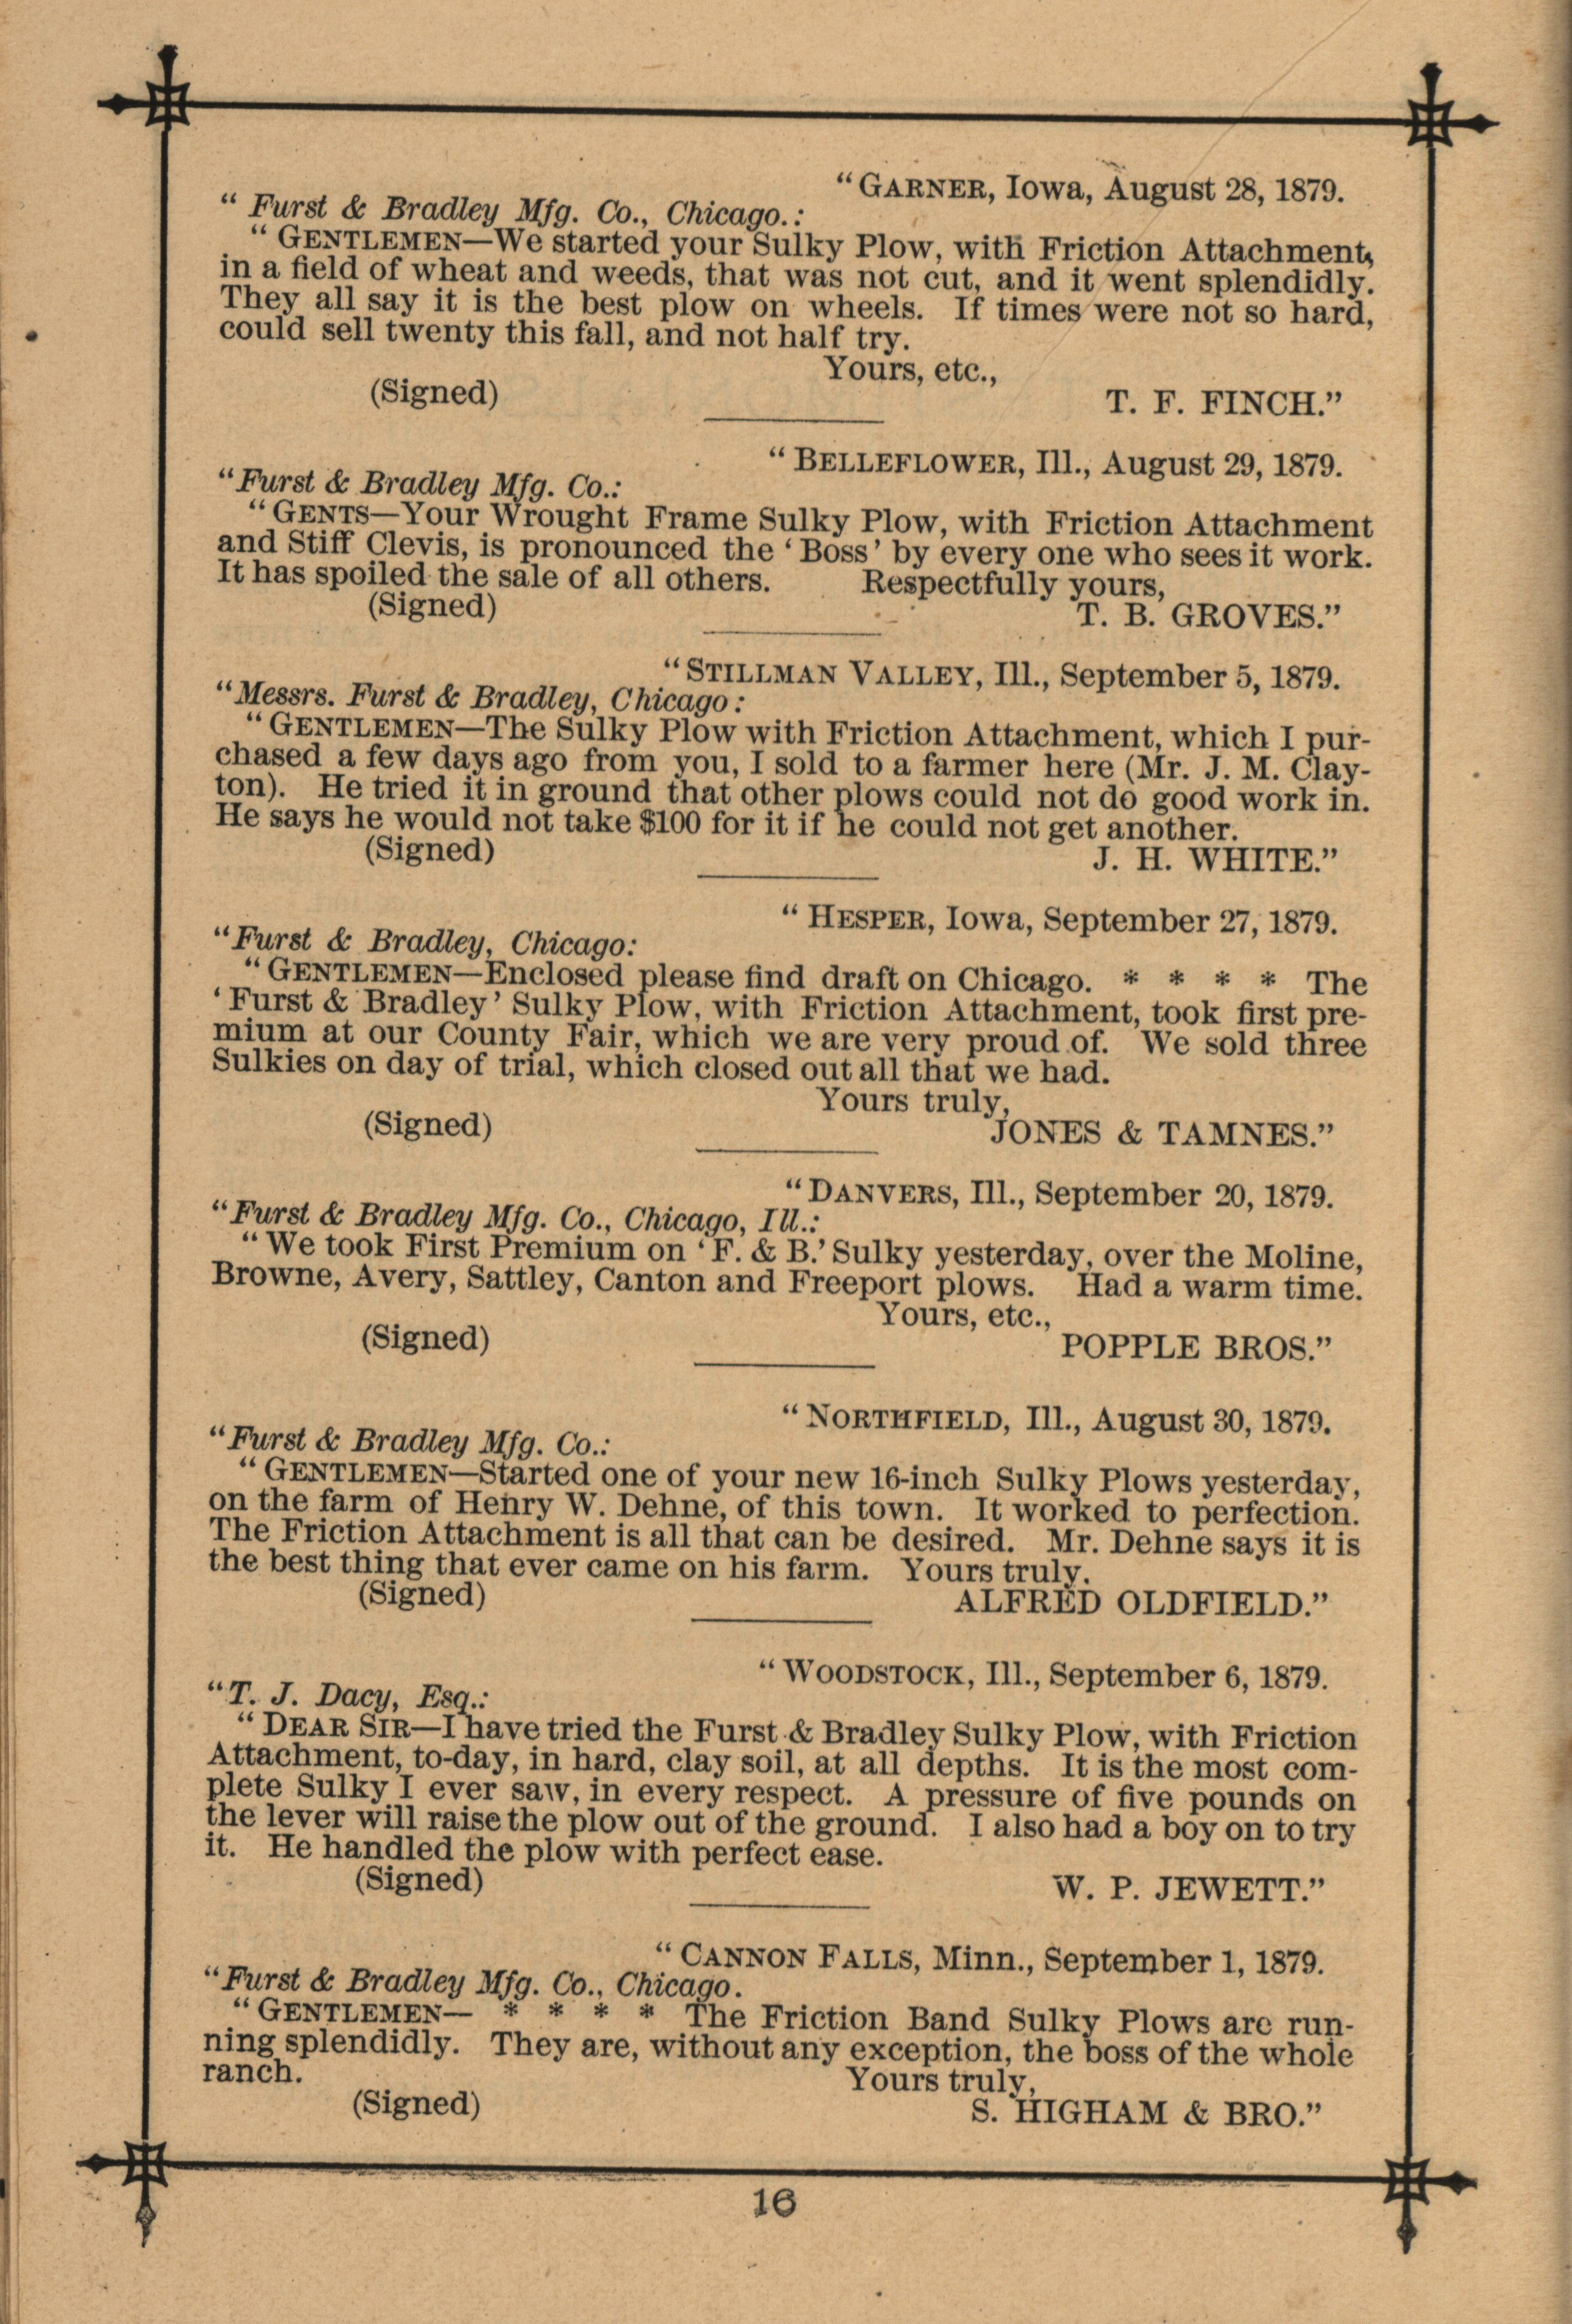 “GARNER, Iowa, August 28, 1879.
“Furst & Bradley Mfg. Co., Chicago.:
“GENTLEMEN—We started your Sulky Plow, with Friction Attachment,
in a field of wheat and weeds, that was not cut, and it went splendidly.
They all say it is the best plow on wheels. If times were not so hard,
could sell twenty this fall, and not half try.
Yours, etc.,
(Signed) T. F. FINCH.”
“BELLEFLOWER, Ill., August 29, 1879.
“Furst & Bradley Mfg. Co.:
“GENTS—Your Wrought Frame Sulky Plow, with Friction Attachment
and Stiff Clevis, is pronounced the ‘Boss’ by every one who sees it work.
It has spoiled the sale of all others. Respectfully yours,
(Signed) T. B. GROVES.”
“STILLMAN VALLEY, Ill., September 5, 1879.
“Messrs. Furst & Bradley, Chicago:
“GENTLEMEN—The Sulky Plow with Friction Attachment, which I pur-
chased a few days ago from you, I sold to a farmer here (Mr. J. M. Clay-
ton). He tried it in ground that other plows could not do good work in.
He says he would not take $100 for it if he could not get another.
(Signed) J. H. WHITE.”
“HESPER, Iowa, September 27, 1879.
“Furst & Bradley, Chicago:
“GENTLEMEN—Enclosed please find draft on Chicago. * * * * The
‘Furst & Bradley’ Sulky Plow, with Friction Attachment, took first pre-
mium at our County Fair, which we are very proud of. We sold three
Sulkies on day of trial, which closed out all that we had.
Yours truly,
(Signed) JONES & TAMNES.”
“DANVERS, Ill., September 20, 1879.
“Furst & Bradley Mfg. Co., Chicago, Ill.:
“We took First Premium on ‘F. & B.’ Sulky yesterday, over the Moline,
Browne, Avery, Sattley, Canton and Freeport plows. Had a warm time.
Yours, etc.,
(Signed) POPPLE BROS.”
“NORTHFIELD, Ill., August 30, 1879.
“Furst & Bradley Mfg. Co.:
“GENTLEMEN—Started one of your new 16-inch Sulky Plows yesterday,
on the farm of Henry W. Dehne, of this town. It worked to perfection.
The Friction Attachment is all that can be desired. Mr. Dehne says it is
the best thing that ever came on his farm. Yours truly.
(Signed) ALFRED OLDFIELD.”
“WOODSTOCK, Ill., September 6, 1879.
“T. J. Dacy, Esq.:
“DEAR SIR—I have tried the Furst & Bradley Sulky Plow, with Friction
Attachment, to-day, in hard, clay soil, at all depths. It is the most com-
plete Sulky I ever saw, in every respect. A pressure of five pounds on
the lever will raise the plow out of the ground. I also had a boy on to try
it. He handled the plow with perfect ease.
(Signed) W. P. JEWETT.”
“CANNON FALLS, Minn., September 1, 1879.
“Furst & Bradley Mfg. Co., Chicago.
“GENTLEMEN— * * * * The Friction Band Sulky Plows are run-
ning splendidly. They are, without any exception, the boss of the whole
ranch. Yours truly,
(Signed) S. HIGHAM & BRO.”
16